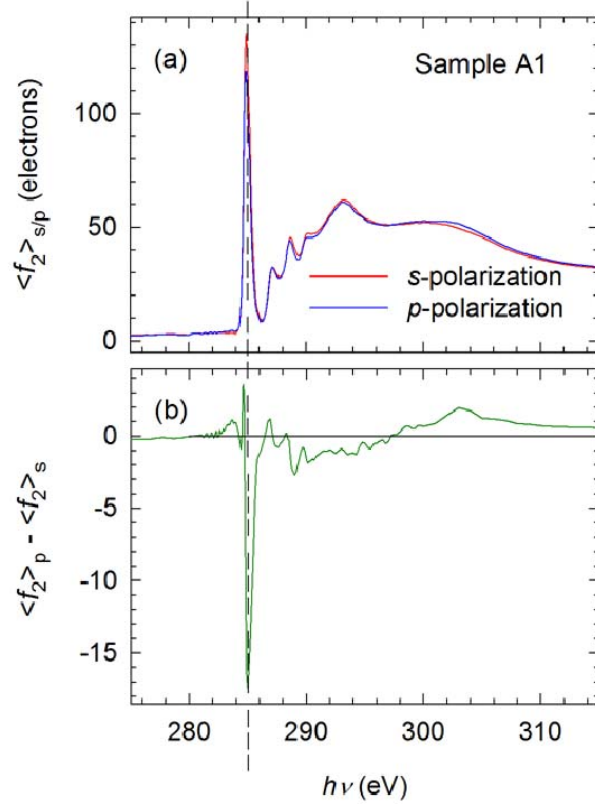 (a)
Sample A1
100
50
0
<f2>s/p (electrons)
s-polarization
p-polarization
(b)
0
-5
-10
-15
<f2>p - <f2>s
280
290
300
310
hν (eV)